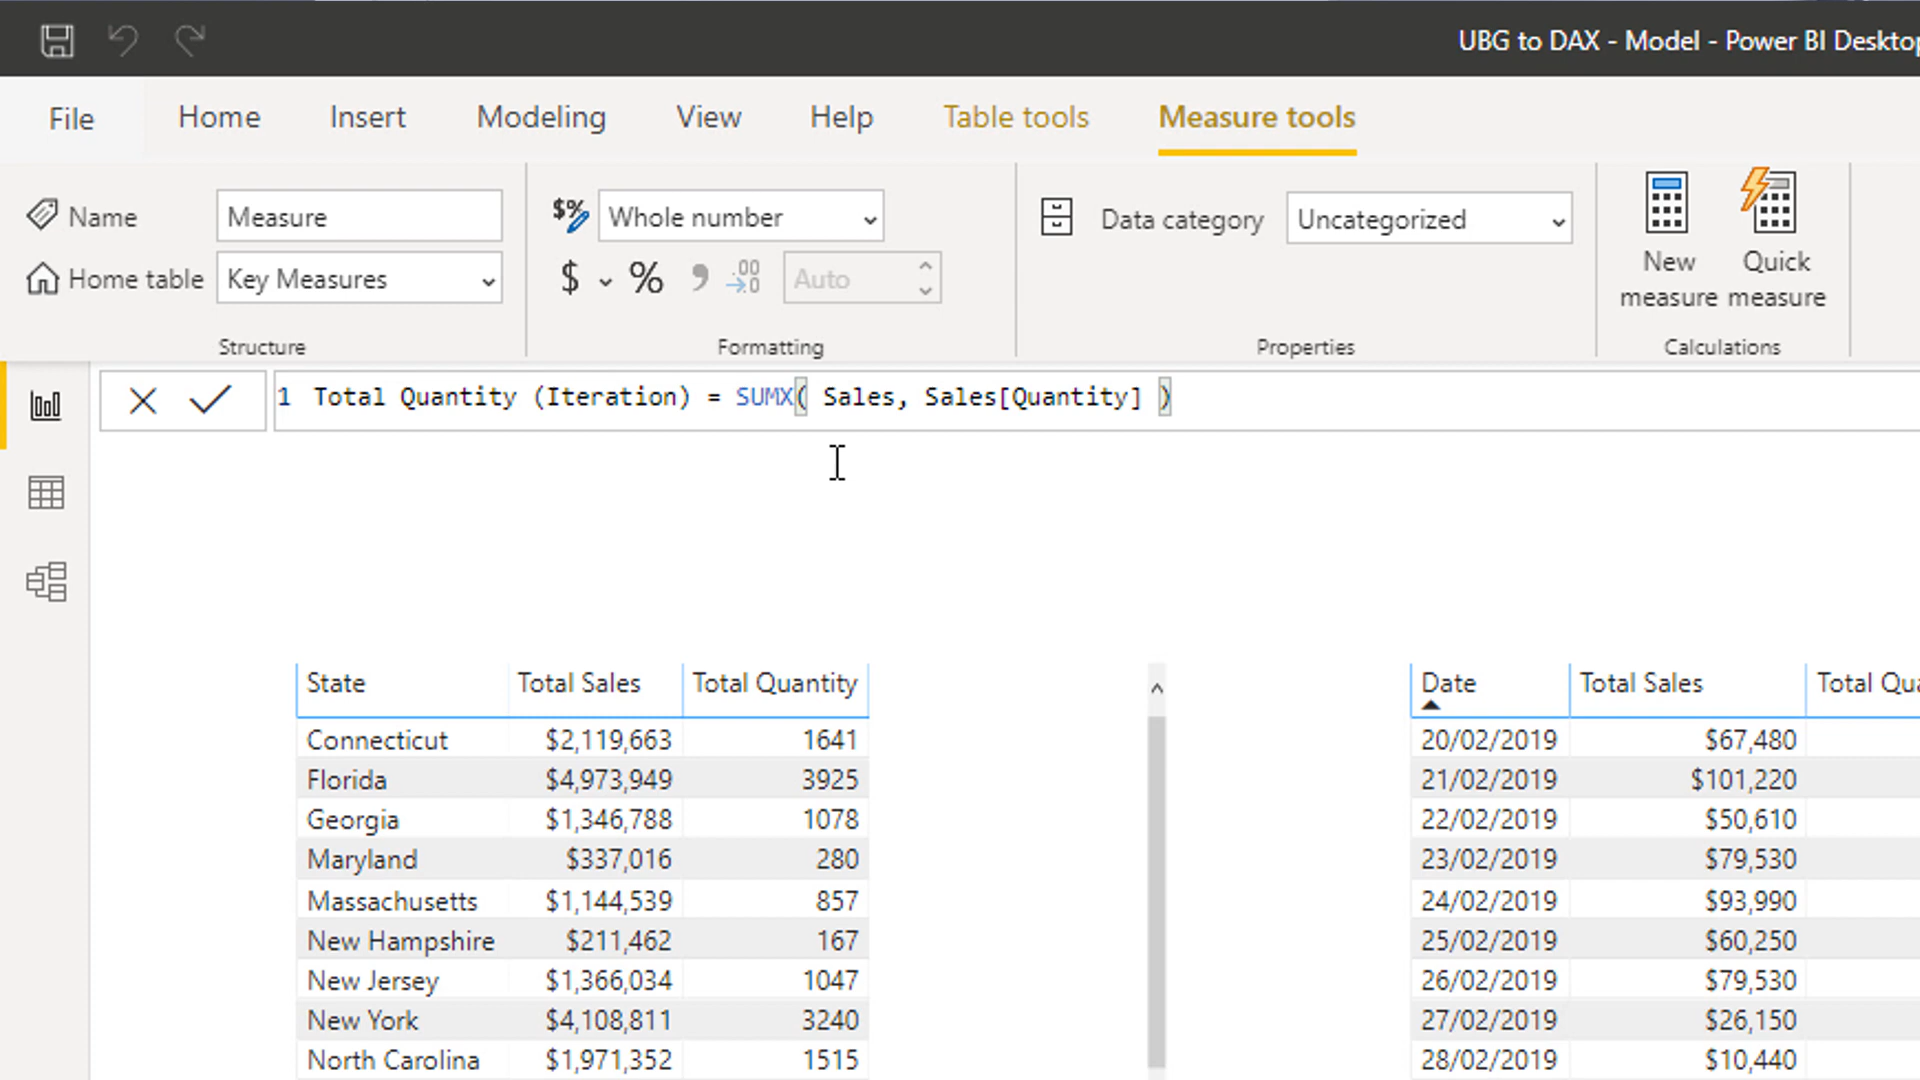 UBG to DAX - Model - Power BI Desktop
File Home Insert Modeling View Help Table tools Measure tools
Name Measure
Home table Key Measures
Structure
$% Whole number
$ % 9 .00 →.0 Auto
Formatting
Data category Uncategorized
Properties
New measure
Quick measure
Calculations
1 Total Quantity (Iteration) = SUMX( Sales, Sales[Quantity] )
State Total Sales Total Quantity
Connecticut $2,119,663 1641
Florida $4,973,949 3925
Georgia $1,346,788 1078
Maryland $337,016 280
Massachusetts $1,144,539 857
New Hampshire $211,462 167
New Jersey $1,366,034 1047
New York $4,108,811 3240
North Carolina $1,971,352 1515
Date Total Sales Total Qua
20/02/2019 $67,480
21/02/2019 $101,220
22/02/2019 $50,610
23/02/2019 $79,530
24/02/2019 $93,990
25/02/2019 $60,250
26/02/2019 $79,530
27/02/2019 $26,150
28/02/2019 $10,440